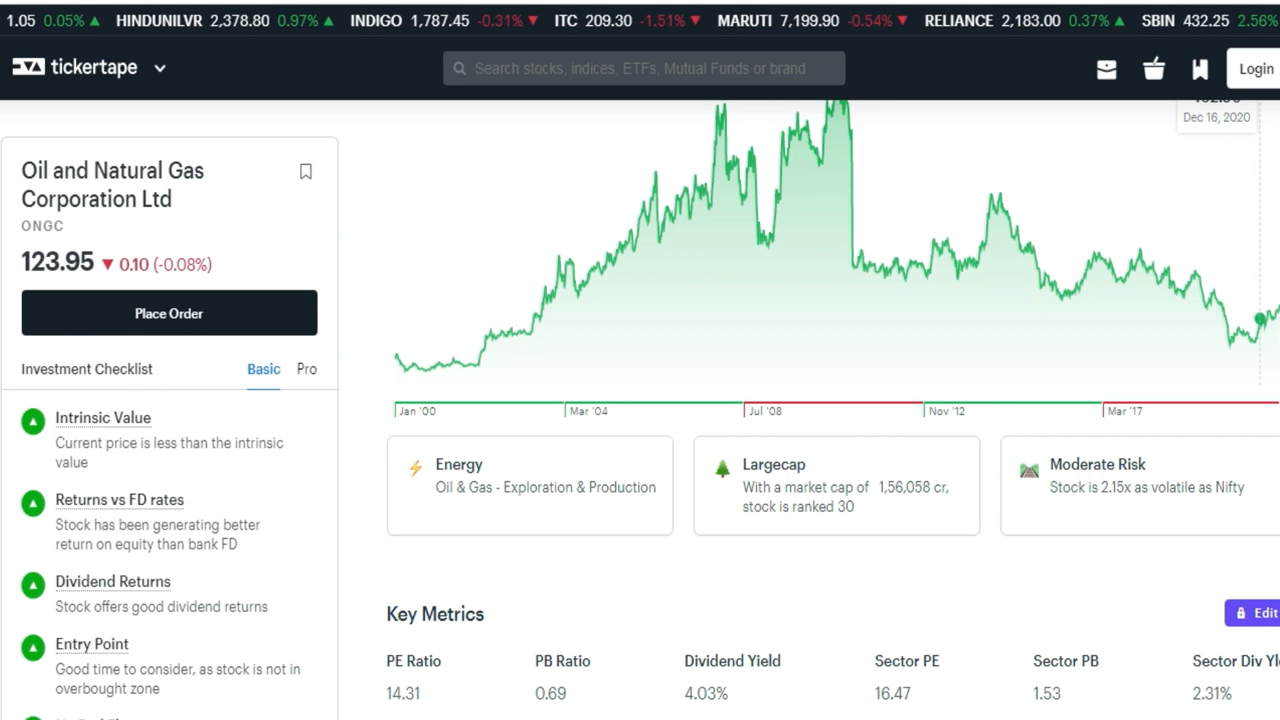 1.05 0.05% ▲ HINDUNILVR 2,378.80 0.97% ▲ INDIGO 1,787.45 -0.31% ▼ ITC 209.30 -1.51% ▼ MARUTI 7,199.90 -0.54% ▼ RELIANCE 2,183.00 0.37% ▲ SBIN 432.25 2.56%
tickertape
Search stocks, indices, ETFs, Mutual Funds or brand
Login
Dec 16, 2020
Oil and Natural Gas
Corporation Ltd
ONGC
123.95 ▼ 0.10 (-0.08%)
Place Order
Investment Checklist Basic Pro
Intrinsic Value
Current price is less than the intrinsic
value
Returns vs FD rates
Stock has been generating better
return on equity than bank FD
Dividend Returns
Stock offers good dividend returns
Entry Point
Good time to consider, as stock is not in
overbought zone
Jan '00 Mar '04 Jul '08 Nov '12 Mar '17
Energy
Oil & Gas - Exploration & Production
Largecap
With a market cap of 1,56,058 cr,
stock is ranked 30
Moderate Risk
Stock is 2.15x as volatile as Nifty
Key Metrics
Edit
PE Ratio PB Ratio Dividend Yield Sector PE Sector PB Sector Div Yl
14.31 0.69 4.03% 16.47 1.53 2.31%